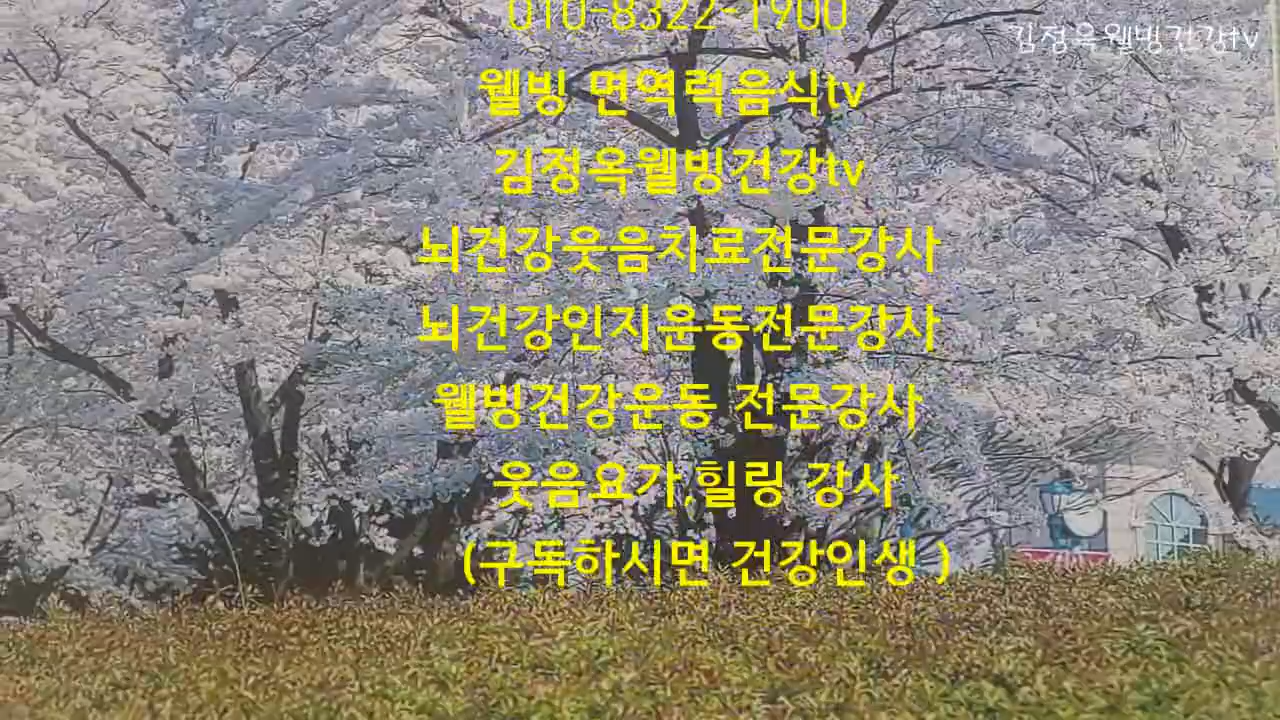 010-8322-1900
김정옥웰빙건강tv
웰빙 면역력음식tv
김정옥웰빙건강tv
뇌건강웃음치료전문강사
뇌건강인지운동전문강사
웰빙건강운동 전문강사
웃음요가,힐링 강사
(구독하시면 건강인생 )